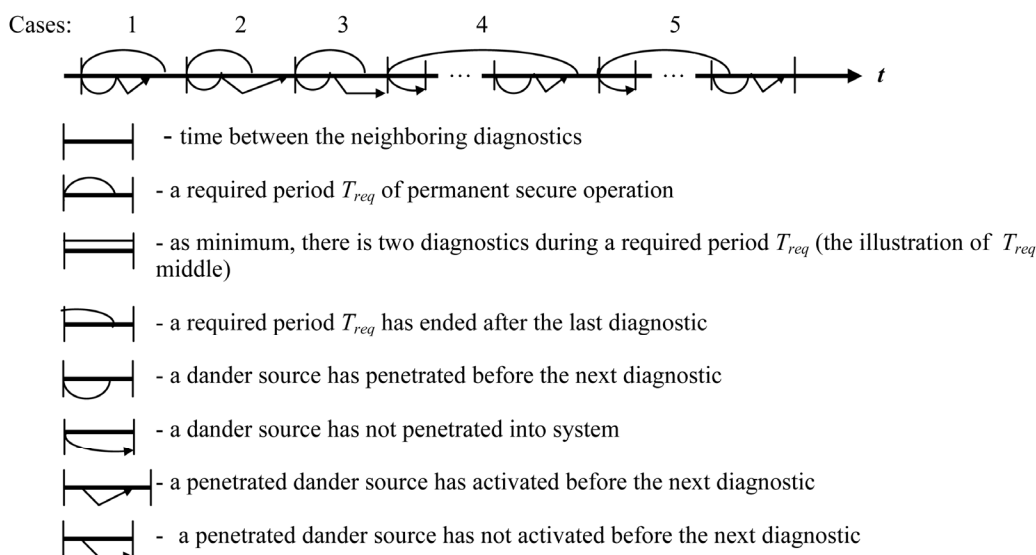 Cases: 1 2 3 4 5
... ... t
- time between the neighboring diagnostics
- a required period Treq of permanent secure operation
- as minimum, there is two diagnostics during a required period Treq (the illustration of Treq
middle)
- a required period Treq has ended after the last diagnostic
- a dander source has penetrated before the next diagnostic
- a dander source has not penetrated into system
- a penetrated dander source has activated before the next diagnostic
- a penetrated dander source has not activated before the next diagnostic